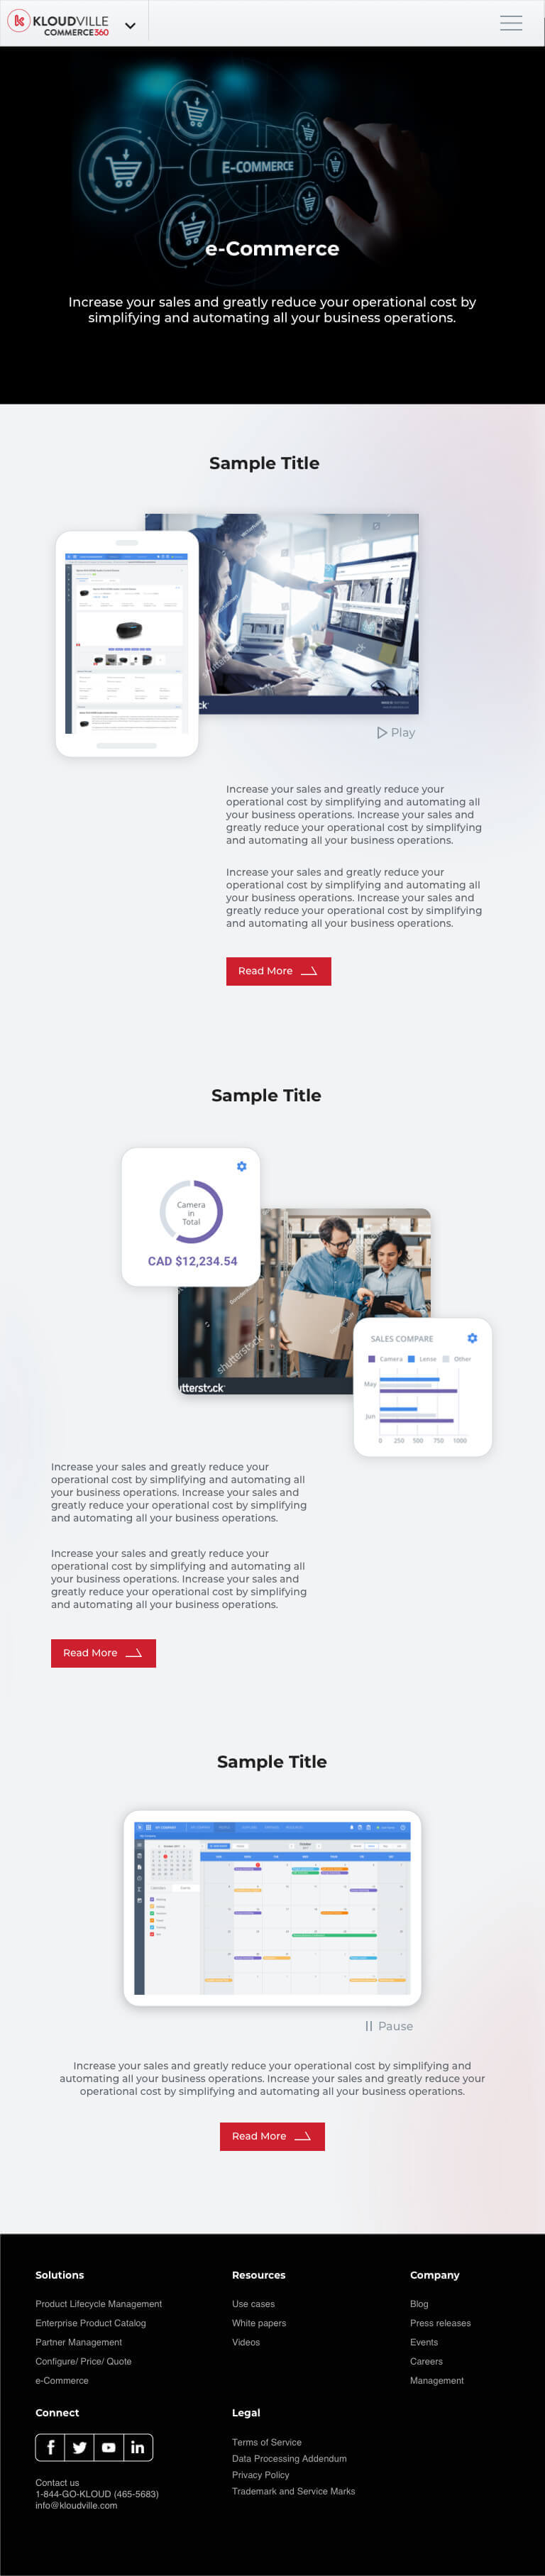 KLOUDVILLE
COMMERCE360
E-COMMERCE
e-Commerce
Increase your sales and greatly reduce your operational cost by
simplifying and automating all your business operations.
Sample Title
Play
Increase your sales and greatly reduce your
operational cost by simplifying and automating all
your business operations. Increase your sales and
greatly reduce your operational cost by simplifying
and automating all your business operations.
Increase your sales and greatly reduce your
operational cost by simplifying and automating all
your business operations. Increase your sales and
greatly reduce your operational cost by simplifying
and automating all your business operations.
Read More
Sample Title
Camera
in
Total
CAD $12,234.54
shutterstock
SALES COMPARE
Camera Lense Other
May
Jun
0 250 500 750 1000
Increase your sales and greatly reduce your
operational cost by simplifying and automating all
your business operations. Increase your sales and
greatly reduce your operational cost by simplifying
and automating all your business operations.
Increase your sales and greatly reduce your
operational cost by simplifying and automating all
your business operations. Increase your sales and
greatly reduce your operational cost by simplifying
and automating all your business operations.
Read More
Sample Title
Pause
Increase your sales and greatly reduce your operational cost by simplifying and
automating all your business operations. Increase your sales and greatly reduce your
operational cost by simplifying and automating all your business operations.
Read More
Solutions
Product Lifecycle Management
Enterprise Product Catalog
Partner Management
Configure/ Price/ Quote
e-Commerce
Resources
Use cases
White papers
Videos
Company
Blog
Press releases
Events
Careers
Management
Connect
Contact us
1-844-GO-KLOUD (465-5683)
info@kloudville.com
Legal
Terms of Service
Data Processing Addendum
Privacy Policy
Trademark and Service Marks